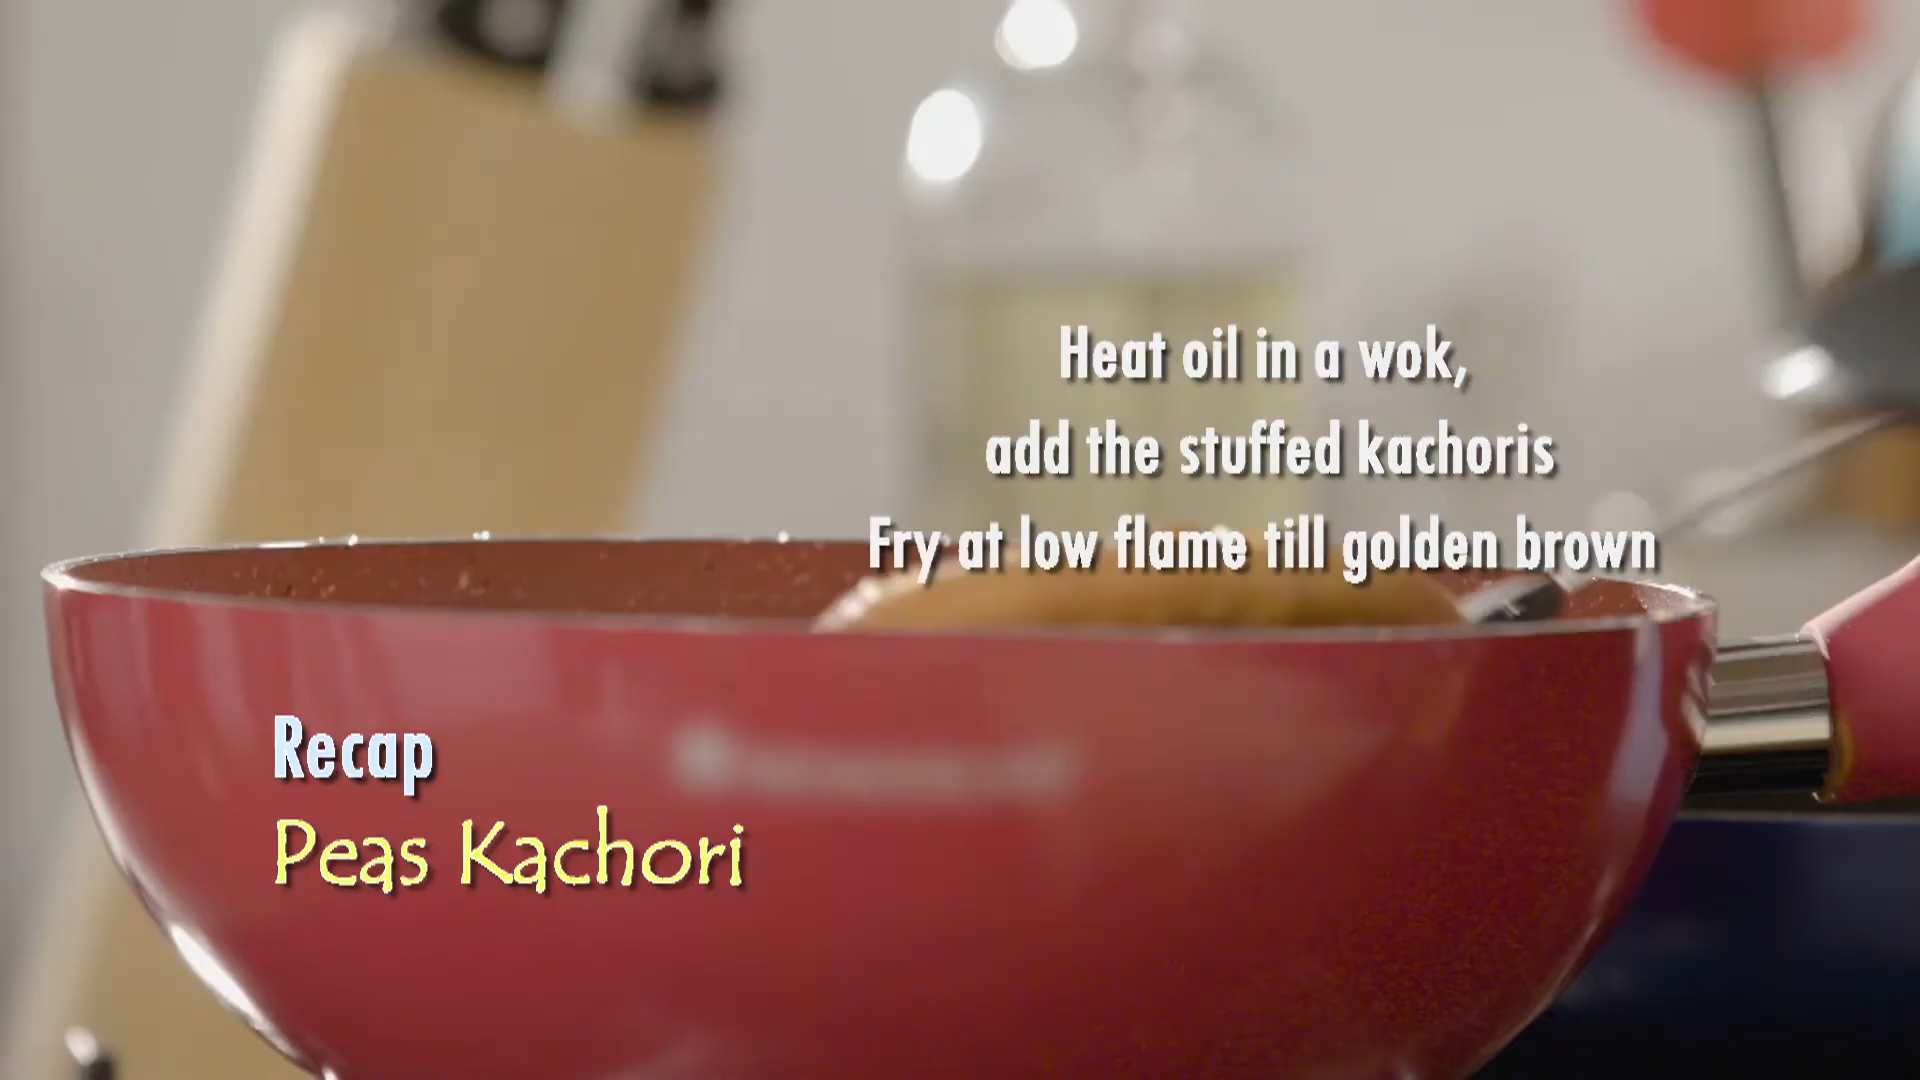 Heat oil in a wok,
add the stuffed kachoris
Fry at low flame till golden brown
Recap
Peas Kachori